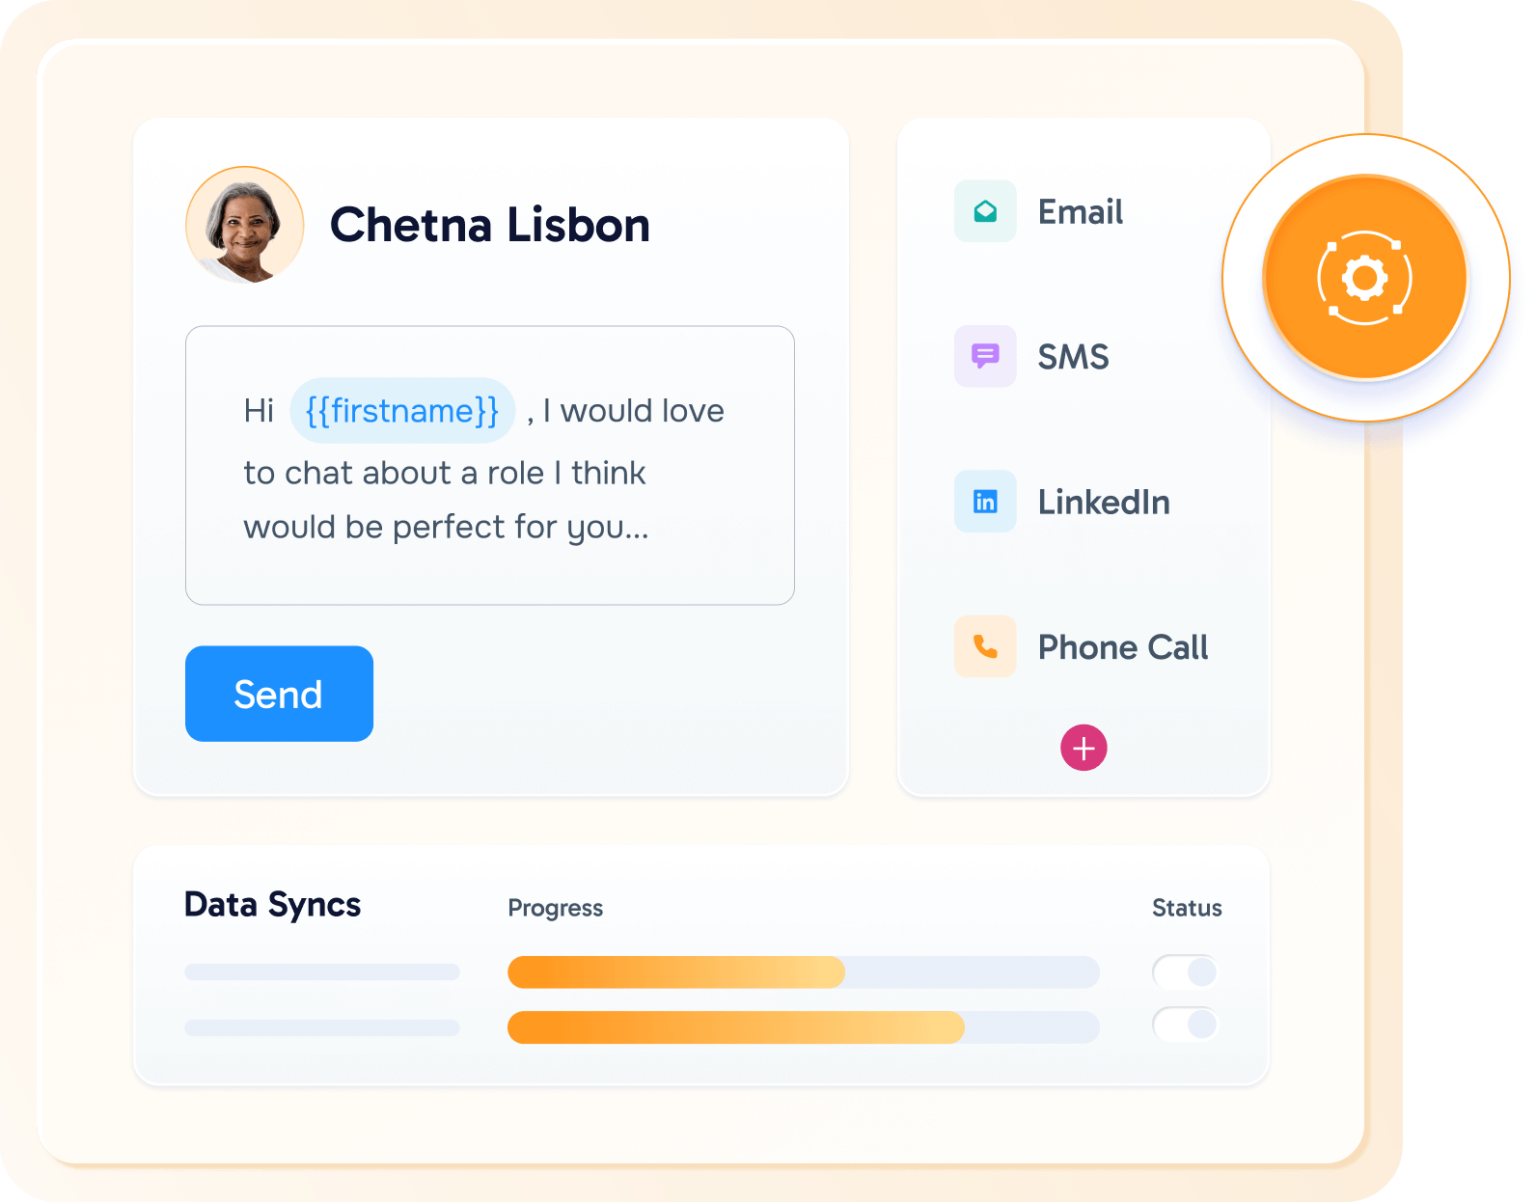 Chetna Lisbon
Hi {{firstname}} , I would love
to chat about a role I think
would be perfect for you...
Send
Email
SMS
LinkedIn
Phone Call
Data Syncs
Progress
Status